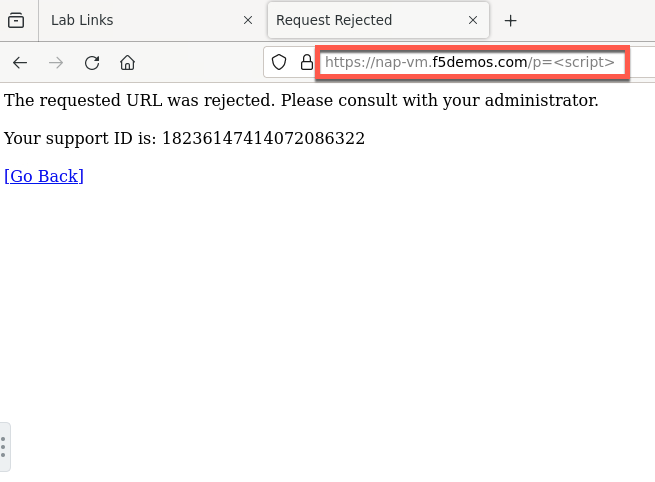 Lab Links
Request Rejected
https://nap-vm.f5demos.com/p=<script>
The requested URL was rejected. Please consult with your administrator.
Your support ID is: 18236147414072086322
[Go Back]